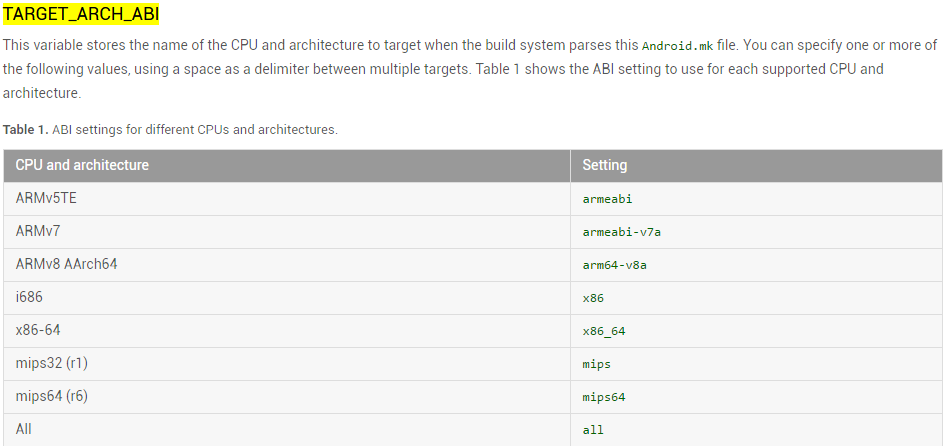 TARGET_ARCH_ABI
This variable stores the name of the CPU and architecture to target when the build system parses this Android.mk file. You can specify one or more of
the following values, using a space as a delimiter between multiple targets. Table 1 shows the ABI setting to use for each supported CPU and
architecture.
Table 1. ABI settings for different CPUs and architectures.
CPU and architecture Setting
ARMv5TE armeabi
ARMv7 armeabi-v7a
ARMv8 AArch64 arm64-v8a
i686 x86
x86-64 x86_64
mips32 (r1) mips
mips64 (r6) mips64
All all